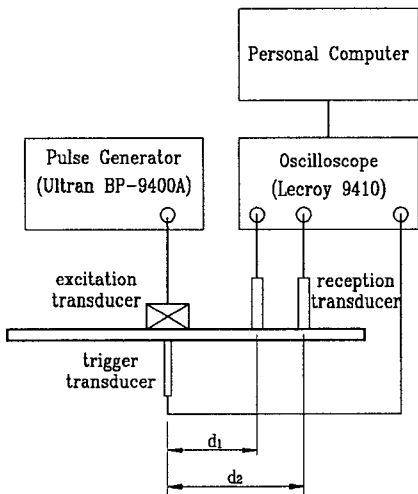 Personal Computer
Pulse Generator
(Ultran BP-9400A)
Oscilloscope
(Lecroy 9410)
excitation
transducer
reception
transducer
trigger
transducer
d1
d2